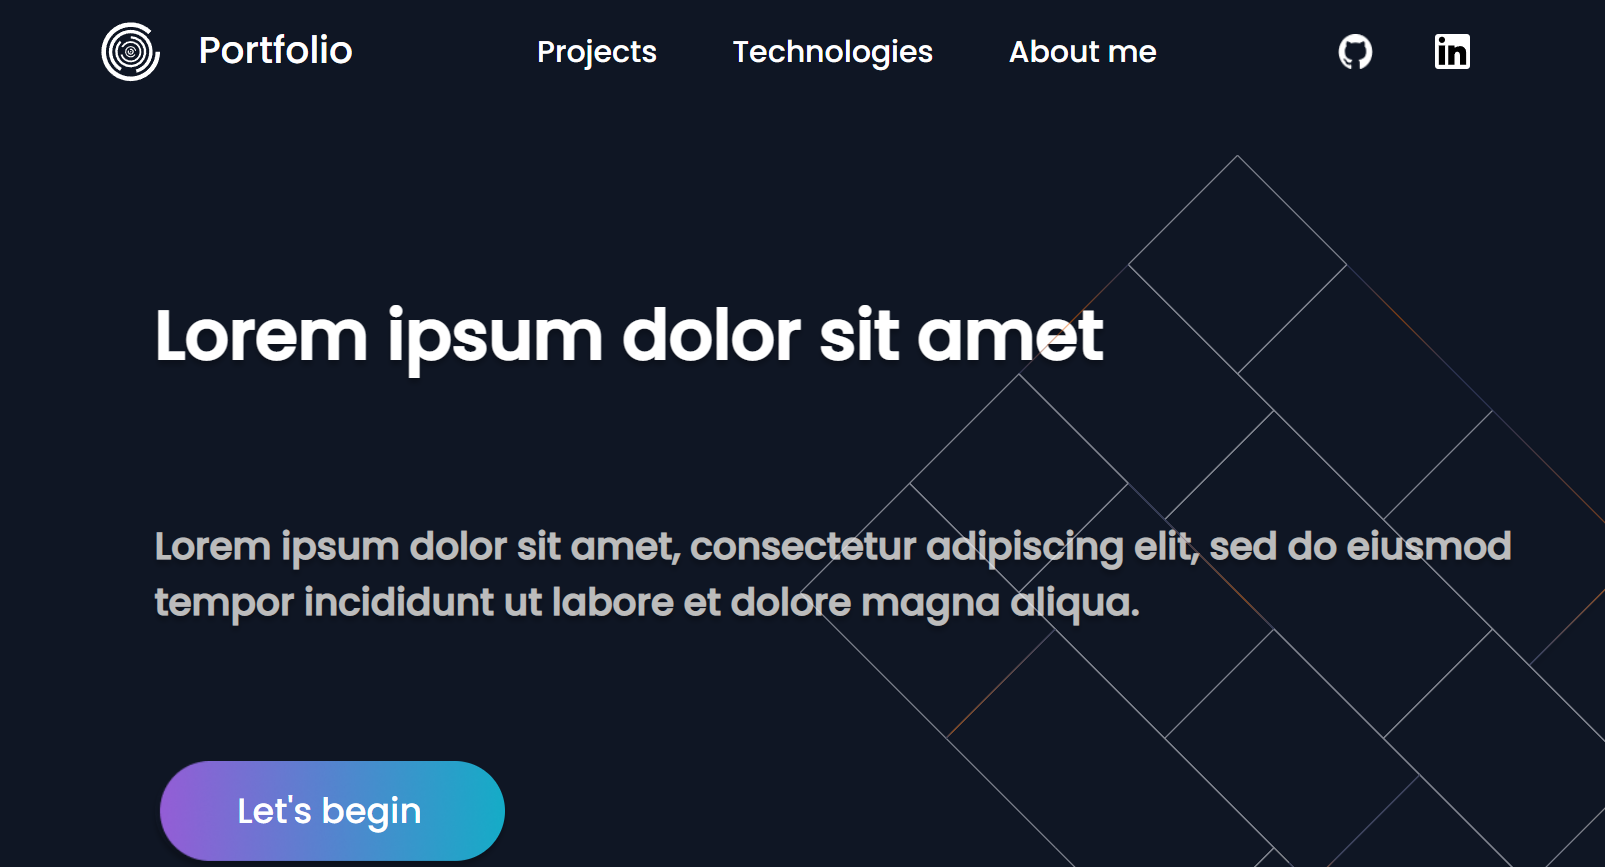 Portfolio Projects Technologies About me in
Lorem ipsum dolor sit amet
Lorem ipsum dolor sit amet, consectetur adipiscing elit, sed do eiusmod
tempor incididunt ut labore et dolore magna aliqua.
Let's begin